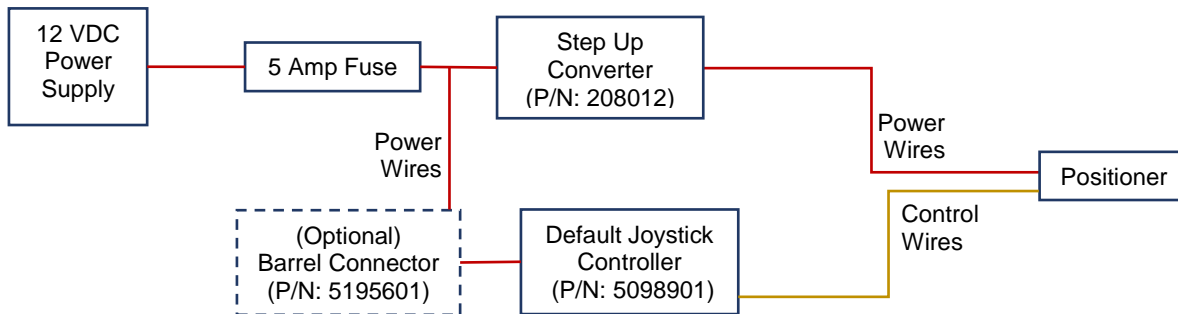 12 VDC
Power
Supply
5 Amp Fuse
Step Up
Converter
(P/N: 208012)
Power
Wires
Power
Wires
Positioner
(Optional)
Barrel Connector
(P/N: 5195601)
Default Joystick
Controller
(P/N: 5098901)
Control
Wires